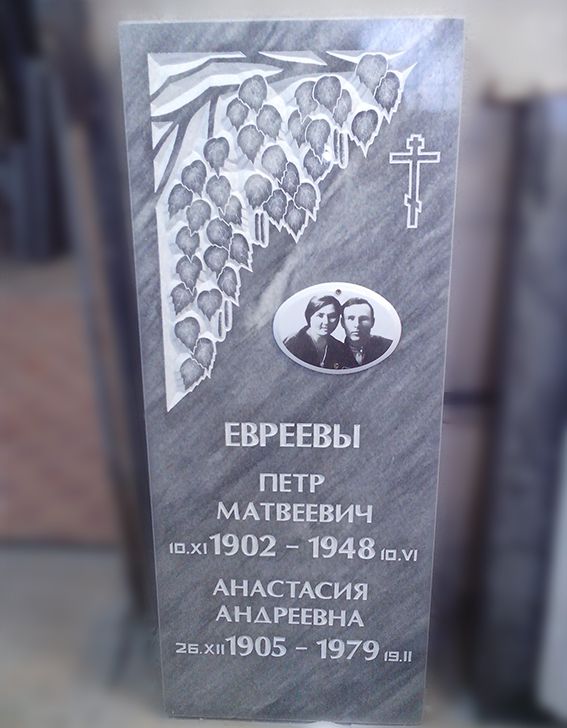 ЕВРЕЕВЫ
ПЕТР
МАТВЕЕВИЧ
10.XI 1902 – 1948 10.VI
АНАСТАСИЯ
АНДРЕЕВНА
26.XII 1905 – 1979 19.II